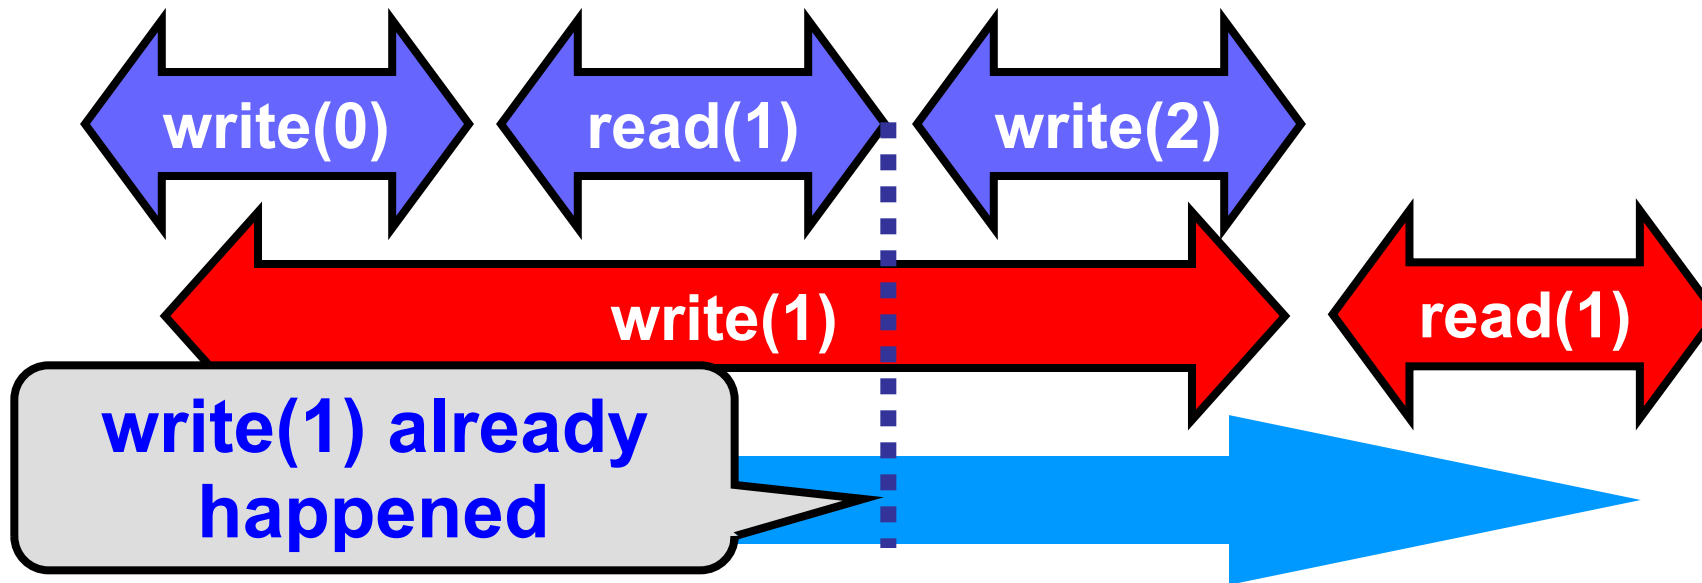 write(0) read(1) write(2)
write(1) read(1)
write(1) already
happened